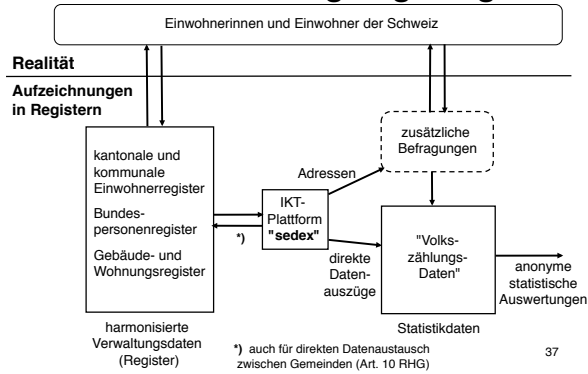 Einwohnerinnen und Einwohner der Schweiz
Realität
Aufzeichnungen
in Registern
kantonale und
kommunale
Einwohnerregister
Bundes-
personenregister
Gebäude- und
Wohnungsregister
harmonisierte
Verwaltungsdaten
(Register)
*)
IKT-
Plattform
"sedex"
Adressen
zusätzliche
Befragungen
direkte
Daten-
auszüge
"Volks-
zählungs-
Daten"
Statistikdaten
anonyme
statistische
Auswertungen
*) auch für direkten Datenaustausch
zwischen Gemeinden (Art. 10 RHG)
37